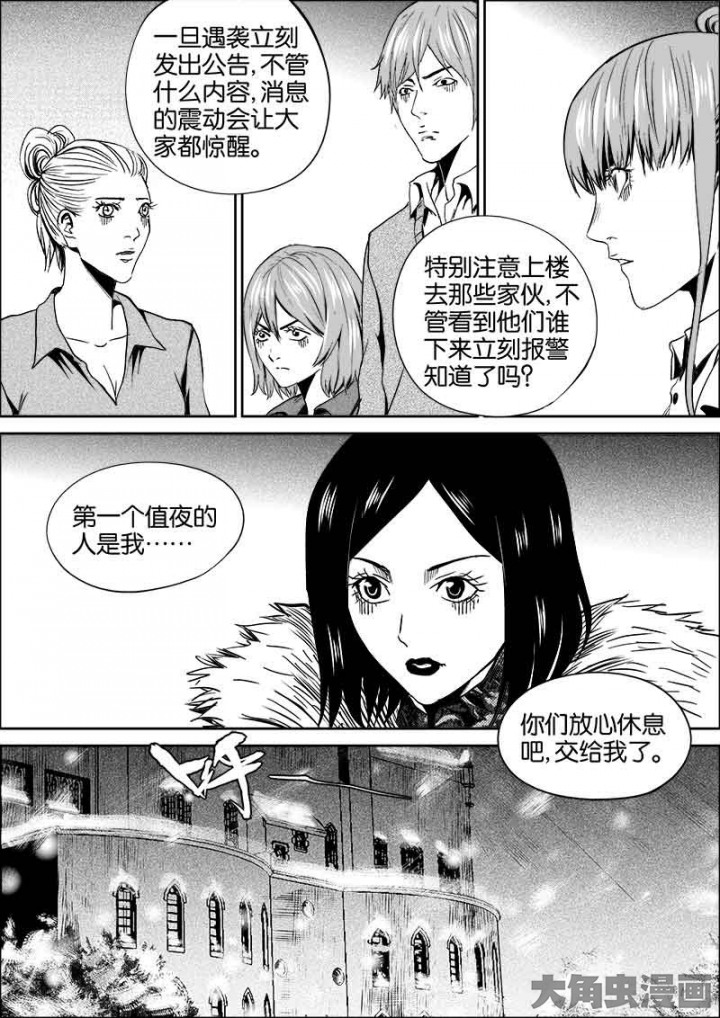 一旦遇袭立刻
发出公告,不管
什么内容,消息
的震动会让大
家都惊醒。
特别注意上楼
去那些家伙,不
管看到他们谁
下来立刻报警
知道了吗?
第一个值夜的
人是我……
你们放心休息
吧,交给我了。
大角虫漫画